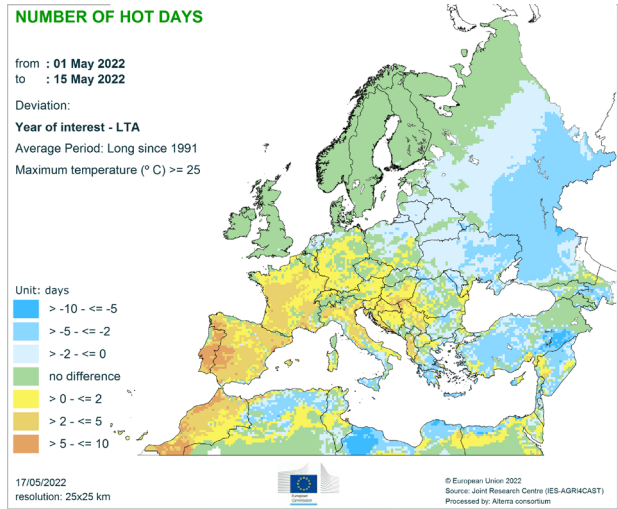 NUMBER OF HOT DAYS
from : 01 May 2022
to : 15 May 2022
Deviation:
Year of interest - LTA
Average Period: Long since 1991
Maximum temperature (º C) >= 25
Unit: days
> -10 - <= -5
> -5 - <= -2
> -2 - <= 0
no difference
> 0 - <= 2
> 2 - <= 5
> 5 - <= 10
17/05/2022
resolution: 25x25 km
European
Commission
© European Union 2022
Source: Joint Research Centre (IES-AGRI4CAST)
Processed by: Alterra consortium